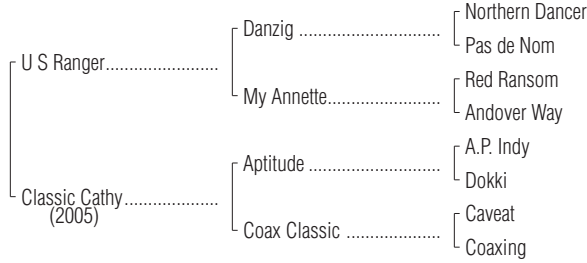 Northern Dancer
Danzig ................................
Pas de Nom
U S Ranger.........................
Red Ransom
My Annette.........................
Andover Way
A.P. Indy
Aptitude ..............................
Dokki
Classic Cathy.....................
(2005)
Caveat
Coax Classic .....................
Coaxing